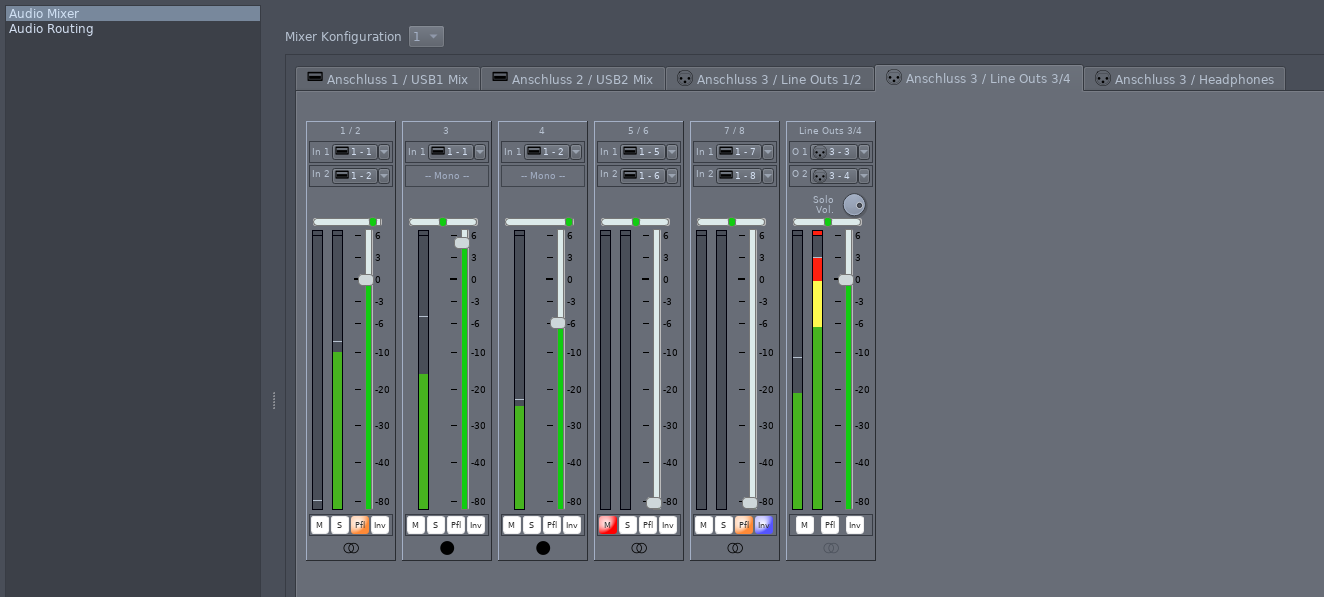 Audio Mixer
Audio Routing
Mixer Konfiguration 1
Anschluss 1 / USB1 Mix Anschluss 2 / USB2 Mix Anschluss 3 / Line Outs 1/2 Anschluss 3 / Line Outs 3/4 Anschluss 3 / Headphones
1 / 2 3 4 5 / 6 7 / 8 Line Outs 3/4
In 1 1 - 1 In 1 1 - 1 In 1 1 - 2 In 1 1 - 5 In 1 1 - 7 O 1 3 - 3
In 2 1 - 2 -- Mono -- -- Mono -- In 2 1 - 6 In 2 1 - 8 O 2 3 - 4
Solo
Vol.
6 6 6 6 6 6
3 3 3 3 3 3
0 0 0 0 0 0
-3 -3 -3 -3 -3 -3
-6 -6 -6 -6 -6 -6
-10 -10 -10 -10 -10 -10
-20 -20 -20 -20 -20 -20
-30 -30 -30 -30 -30 -30
-40 -40 -40 -40 -40 -40
-80 -80 -80 -80 -80 -80
M S Pfl Inv M S Pfl Inv M S Pfl Inv M S Pfl Inv M S Pfl Inv M Pfl Inv